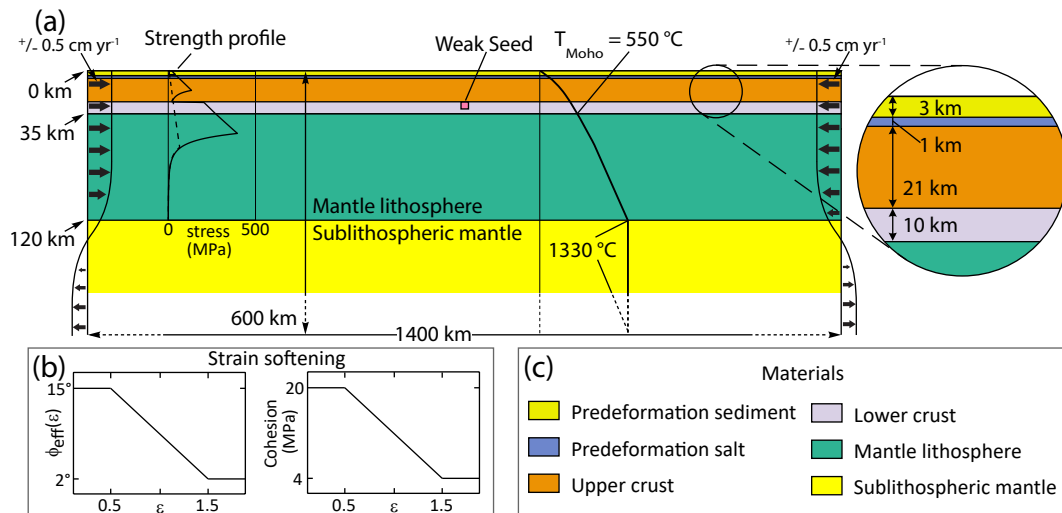 (a)
+/- 0.5 cm yr-1
Strength profile
Weak Seed
TMoho = 550 °C
+/- 0.5 cm yr-1
0 km
35 km
120 km
3 km
1 km
21 km
10 km
Mantle lithosphere
0 stress 500
(MPa)
Sublithospheric mantle
1330 °C
600 km
1400 km
(b)
Strain softening
15°
ϕeff(ε)
2°
0.5 ε 1.5
20
Cohesion
(MPa)
4
0.5 ε 1.5
(c)
Materials
Predeformation sediment
Predeformation salt
Upper crust
Lower crust
Mantle lithosphere
Sublithospheric mantle